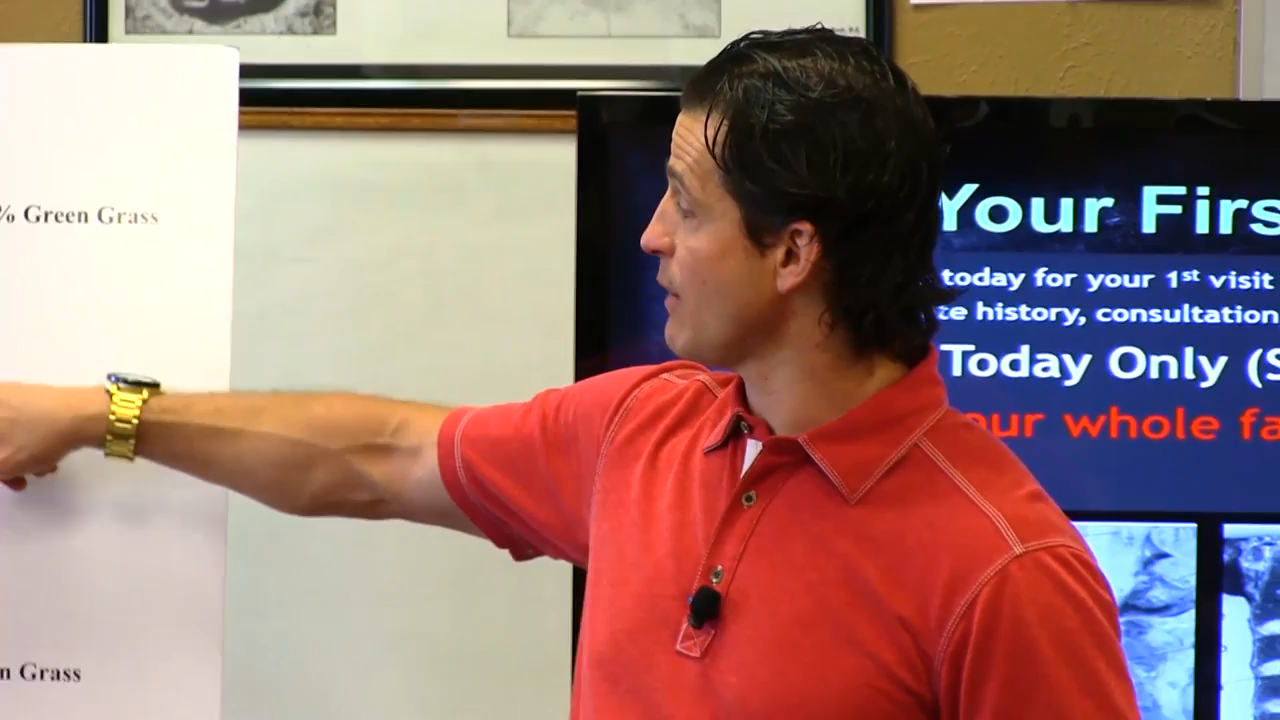 % Green Grass
n Grass
Your Firs
today for your 1st visit
te history, consultation
Today Only (S
our whole fa